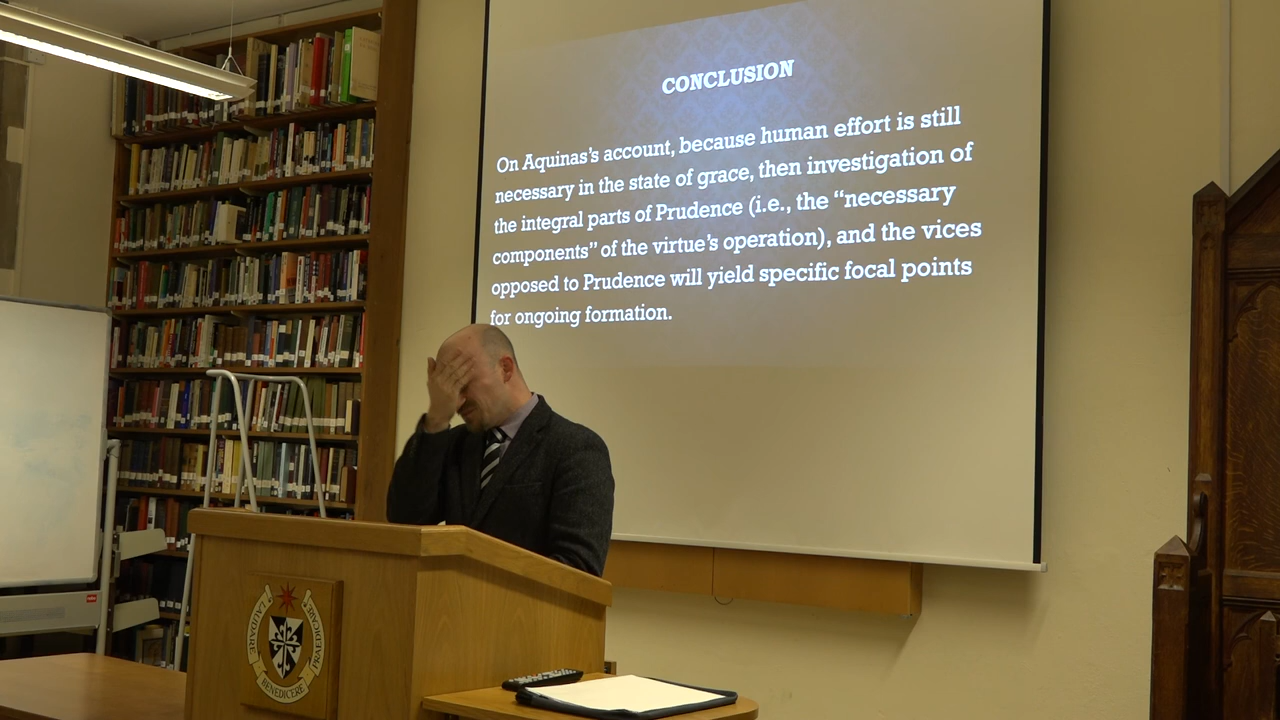 CONCLUSION
On Aquinas's account, because human effort is still
necessary in the state of grace, then investigation of
the integral parts of Prudence (i.e., the “necessary
components” of the virtue's operation), and the vices
opposed to Prudence will yield specific focal points
for ongoing formation.
LAUDARE
BENEDICERE
PRAEDICARE